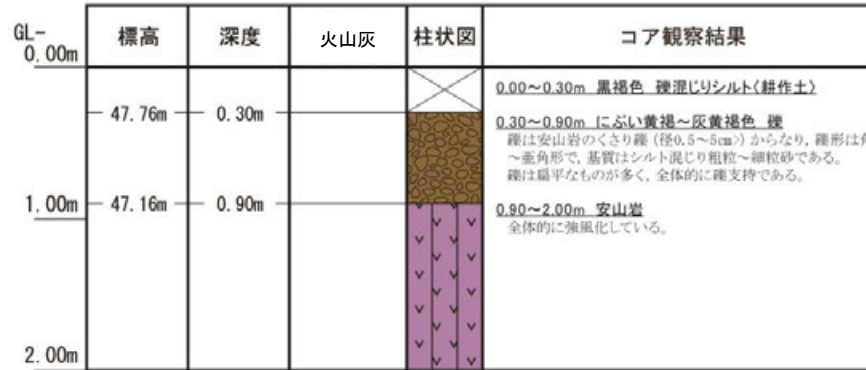 GL-
0.00m
標高 深度 火山灰 柱状図 コア観察結果
0.00～0.30m 黒褐色 礫混じりシルト〈耕作土〉
47.76m 0.30m
0.30～0.90m にぶい黄褐～灰黄褐色 礫
礫は安山岩のくさり礫（径0.5～5cm>）からなり，礫形は角
～亜角形で，基質はシルト混じり粗粒～細粒砂である。
礫は扁平なものが多く，全体的に礫支持である。
1.00m 47.16m 0.90m
0.90～2.00m 安山岩
全体的に強風化している。
2.00m